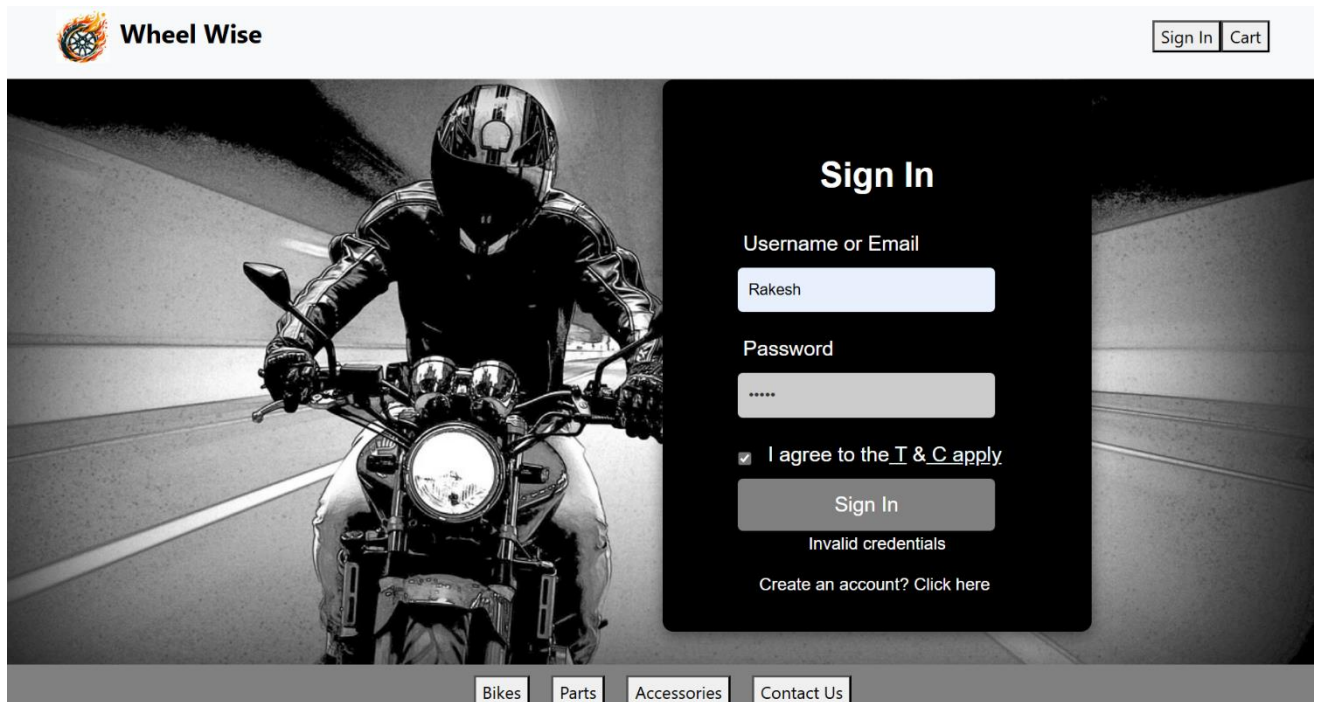 Wheel Wise
Sign In Cart
Sign In
Username or Email
Rakesh
Password
•••••
I agree to the T & C apply
Sign In
Invalid credentials
Create an account? Click here
Bikes Parts Accessories Contact Us